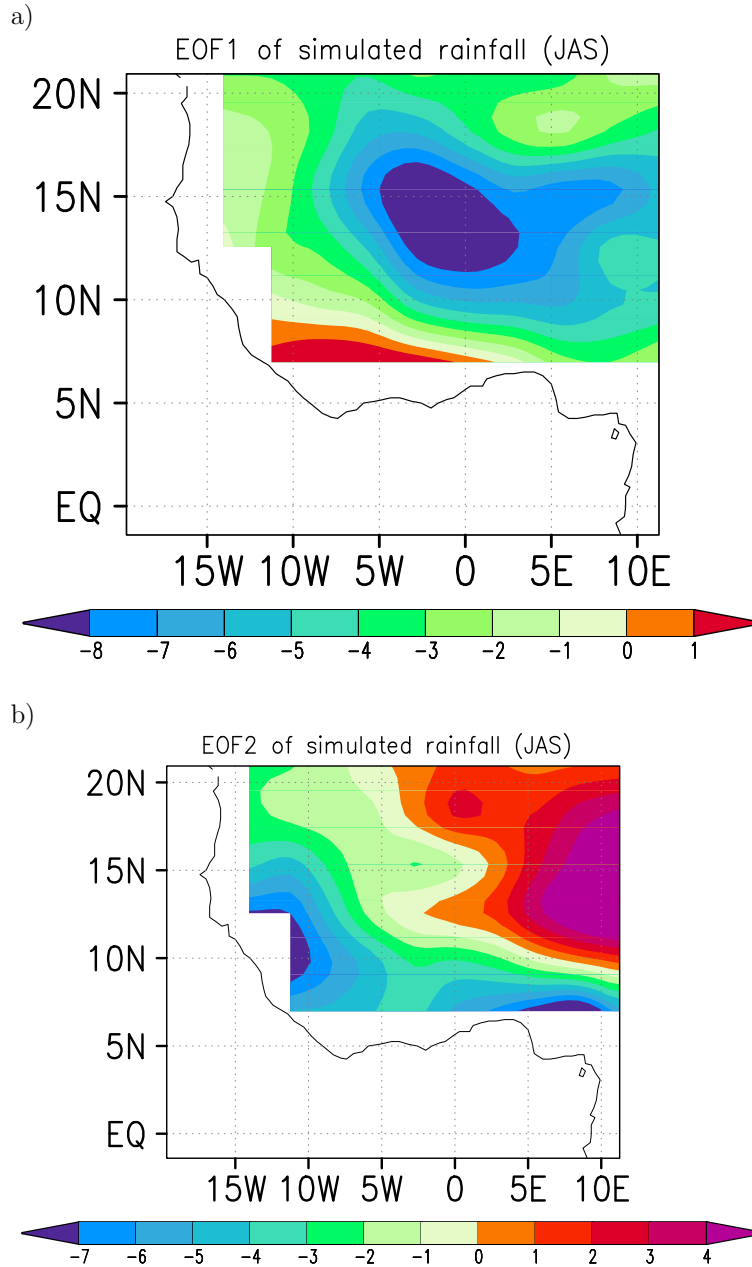 a)
EOF1 of simulated rainfall (JAS)
20N
15N
10N
5N
EQ
15W 10W 5W 0 5E 10E
-8 -7 -6 -5 -4 -3 -2 -1 0 1
b)
EOF2 of simulated rainfall (JAS)
20N
15N
10N
5N
EQ
15W 10W 5W 0 5E 10E
-7 -6 -5 -4 -3 -2 -1 0 1 2 3 4